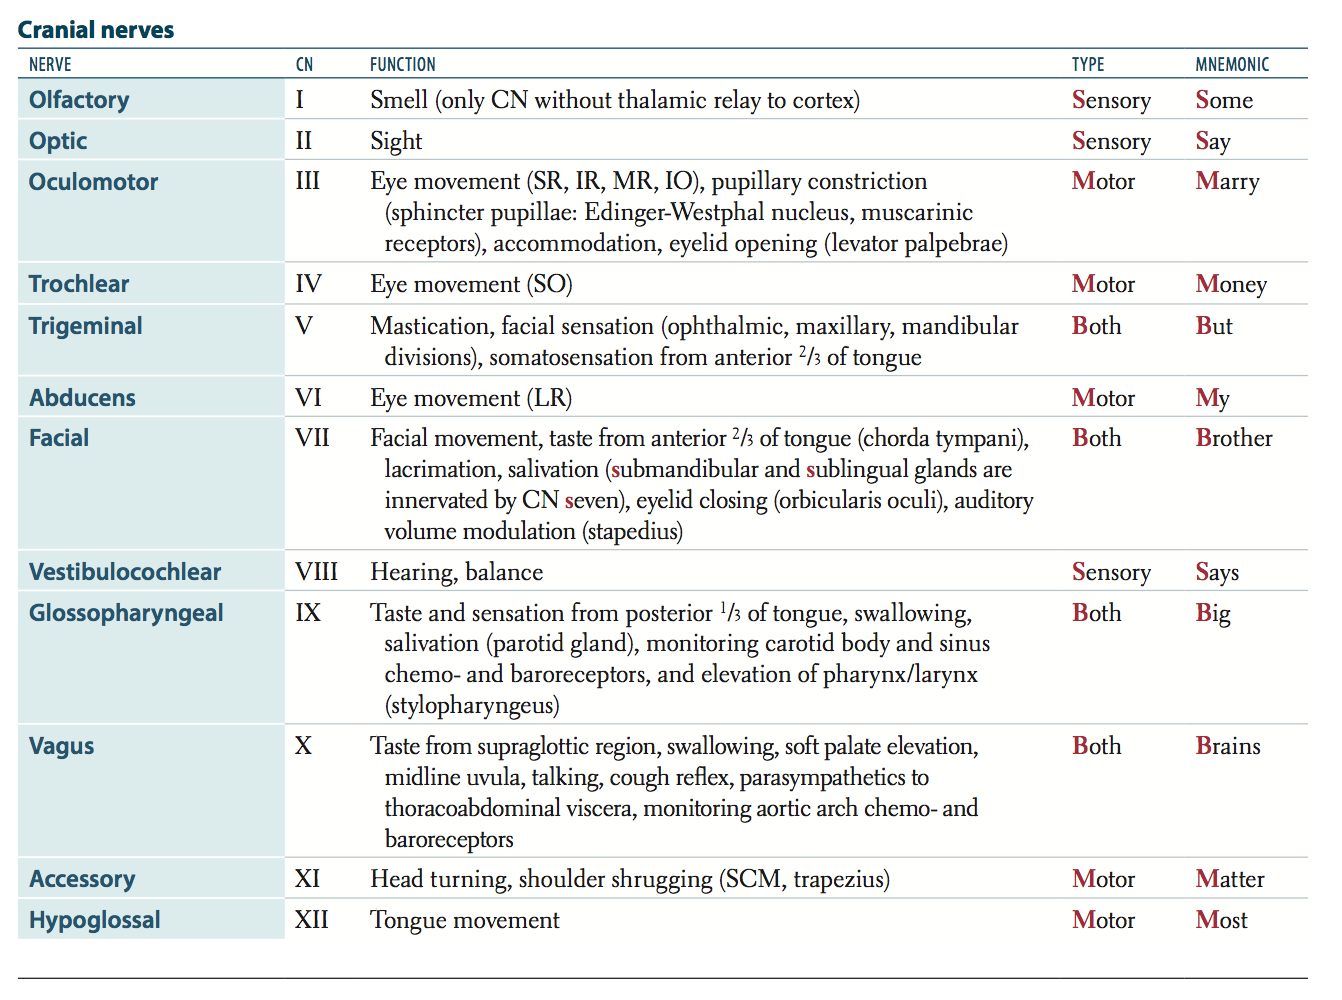 Cranial nerves
NERVE CN FUNCTION TYPE MNEMONIC
Olfactory I Smell (only CN without thalamic relay to cortex) Sensory Some
Optic II Sight Sensory Say
Oculomotor III Eye movement (SR, IR, MR, IO), pupillary constriction Motor Marry
(sphincter pupillae: Edinger-Westphal nucleus, muscarinic
receptors), accommodation, eyelid opening (levator palpebrae)
Trochlear IV Eye movement (SO) Motor Money
Trigeminal V Mastication, facial sensation (ophthalmic, maxillary, mandibular Both But
divisions), somatosensation from anterior 2/3 of tongue
Abducens VI Eye movement (LR) Motor My
Facial VII Facial movement, taste from anterior 2/3 of tongue (chorda tympani), Both Brother
lacrimation, salivation (submandibular and sublingual glands are
innervated by CN seven), eyelid closing (orbicularis oculi), auditory
volume modulation (stapedius)
Vestibulocochlear VIII Hearing, balance Sensory Says
Glossopharyngeal IX Taste and sensation from posterior 1/3 of tongue, swallowing, Both Big
salivation (parotid gland), monitoring carotid body and sinus
chemo- and baroreceptors, and elevation of pharynx/larynx
(stylopharyngeus)
Vagus X Taste from supraglottic region, swallowing, soft palate elevation, Both Brains
midline uvula, talking, cough reflex, parasympathetics to
thoracoabdominal viscera, monitoring aortic arch chemo- and
baroreceptors
Accessory XI Head turning, shoulder shrugging (SCM, trapezius) Motor Matter
Hypoglossal XII Tongue movement Motor Most